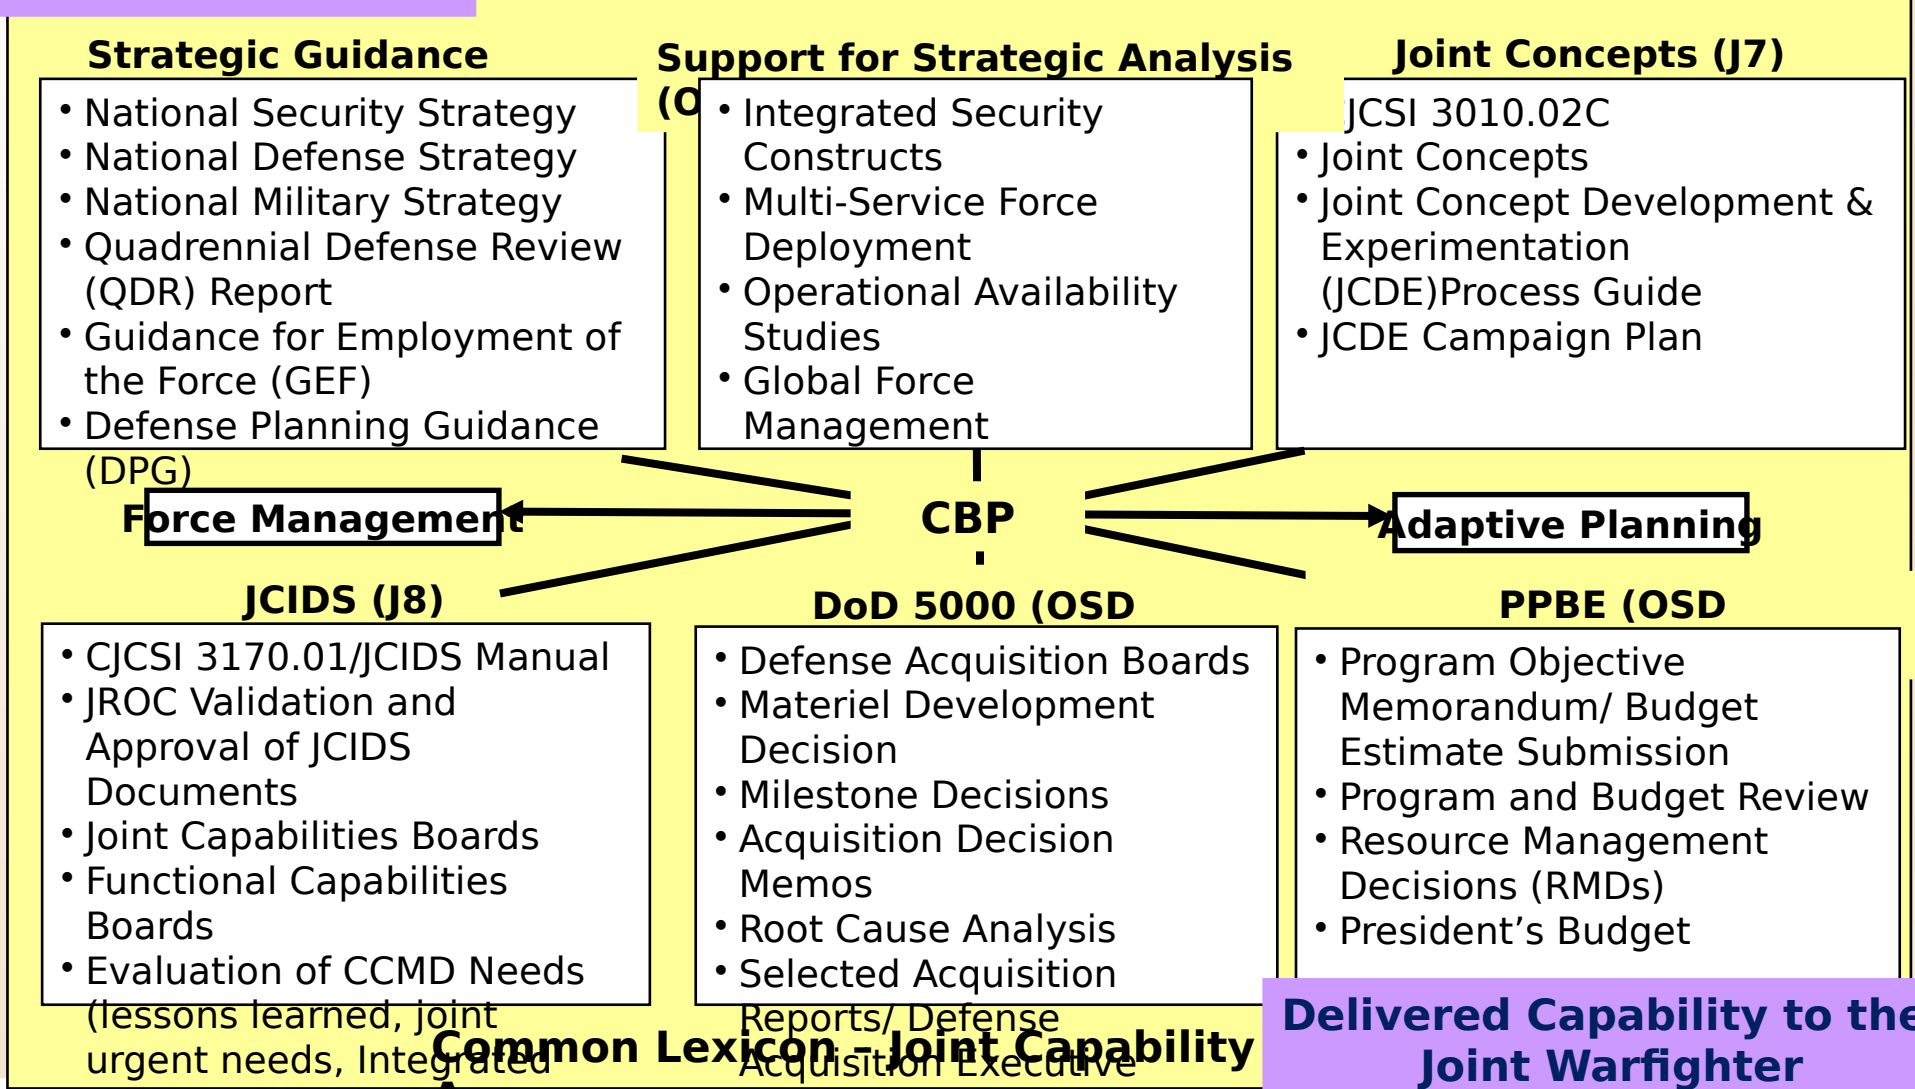 Strategic Guidance
• National Security Strategy
• National Defense Strategy
• National Military Strategy
• Quadrennial Defense Review
(QDR) Report
• Guidance for Employment of
the Force (GEF)
• Defense Planning Guidance
(DPG)
Support for Strategic Analysis
(O
• Integrated Security
Constructs
• Multi-Service Force
Deployment
• Operational Availability
Studies
• Global Force
Management
Joint Concepts (J7)
CJCSI 3010.02C
• Joint Concepts
• Joint Concept Development &
Experimentation
(JCDE)Process Guide
• JCDE Campaign Plan
Force Management
CBP
Adaptive Planning
JCIDS (J8)
• CJCSI 3170.01/JCIDS Manual
• JROC Validation and
Approval of JCIDS
Documents
• Joint Capabilities Boards
• Functional Capabilities
Boards
• Evaluation of CCMD Needs
(lessons learned, joint
urgent needs, Integrated
DoD 5000 (OSD
• Defense Acquisition Boards
• Materiel Development
Decision
• Milestone Decisions
• Acquisition Decision
Memos
• Root Cause Analysis
• Selected Acquisition
Reports/ Defense
Acquisition Executive
PPBE (OSD
• Program Objective
Memorandum/ Budget
Estimate Submission
• Program and Budget Review
• Resource Management
Decisions (RMDs)
• President’s Budget
Common Lexicon – Joint Capability
Delivered Capability to the
Joint Warfighter